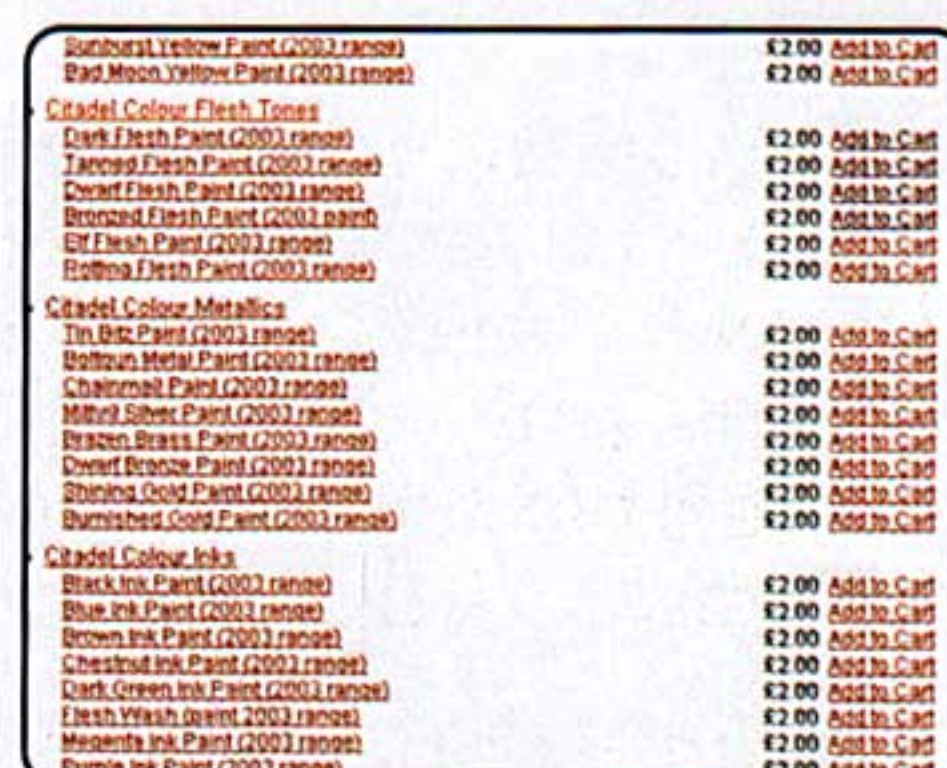 Sunburst Yellow Paint (2003 range) £2.00 Add to Cart
Bad Moon Yellow Paint (2003 range) £2.00 Add to Cart
Citadel Colour Flesh Tones
Dark Flesh Paint (2003 range) £2.00 Add to Cart
Tanned Flesh Paint (2003 range) £2.00 Add to Cart
Dwarf Flesh Paint (2003 range) £2.00 Add to Cart
Bronzed Flesh Paint (2003 paint) £2.00 Add to Cart
Elf Flesh Paint (2003 range) £2.00 Add to Cart
Rotting Flesh Paint (2003 range) £2.00 Add to Cart
Citadel Colour Metallics
Tin Bitz Paint (2003 range) £2.00 Add to Cart
Boltgun Metal Paint (2003 range) £2.00 Add to Cart
Chainmail Paint (2003 range) £2.00 Add to Cart
Mithril Silver Paint (2003 range) £2.00 Add to Cart
Brazen Brass Paint (2003 range) £2.00 Add to Cart
Dwarf Bronze Paint (2003 range) £2.00 Add to Cart
Shining Gold Paint (2003 range) £2.00 Add to Cart
Burnished Gold Paint (2003 range) £2.00 Add to Cart
Citadel Colour Inks
Black Ink Paint (2003 range) £2.00 Add to Cart
Blue Ink Paint (2003 range) £2.00 Add to Cart
Brown Ink Paint (2003 range) £2.00 Add to Cart
Chestnut Ink Paint (2003 range) £2.00 Add to Cart
Dark Green Ink Paint (2003 range) £2.00 Add to Cart
Flesh Wash (paint 2003 range) £2.00 Add to Cart
Magenta Ink Paint (2003 range) £2.00 Add to Cart
Purple Ink Paint (2003 range) £2.00 Add to Cart